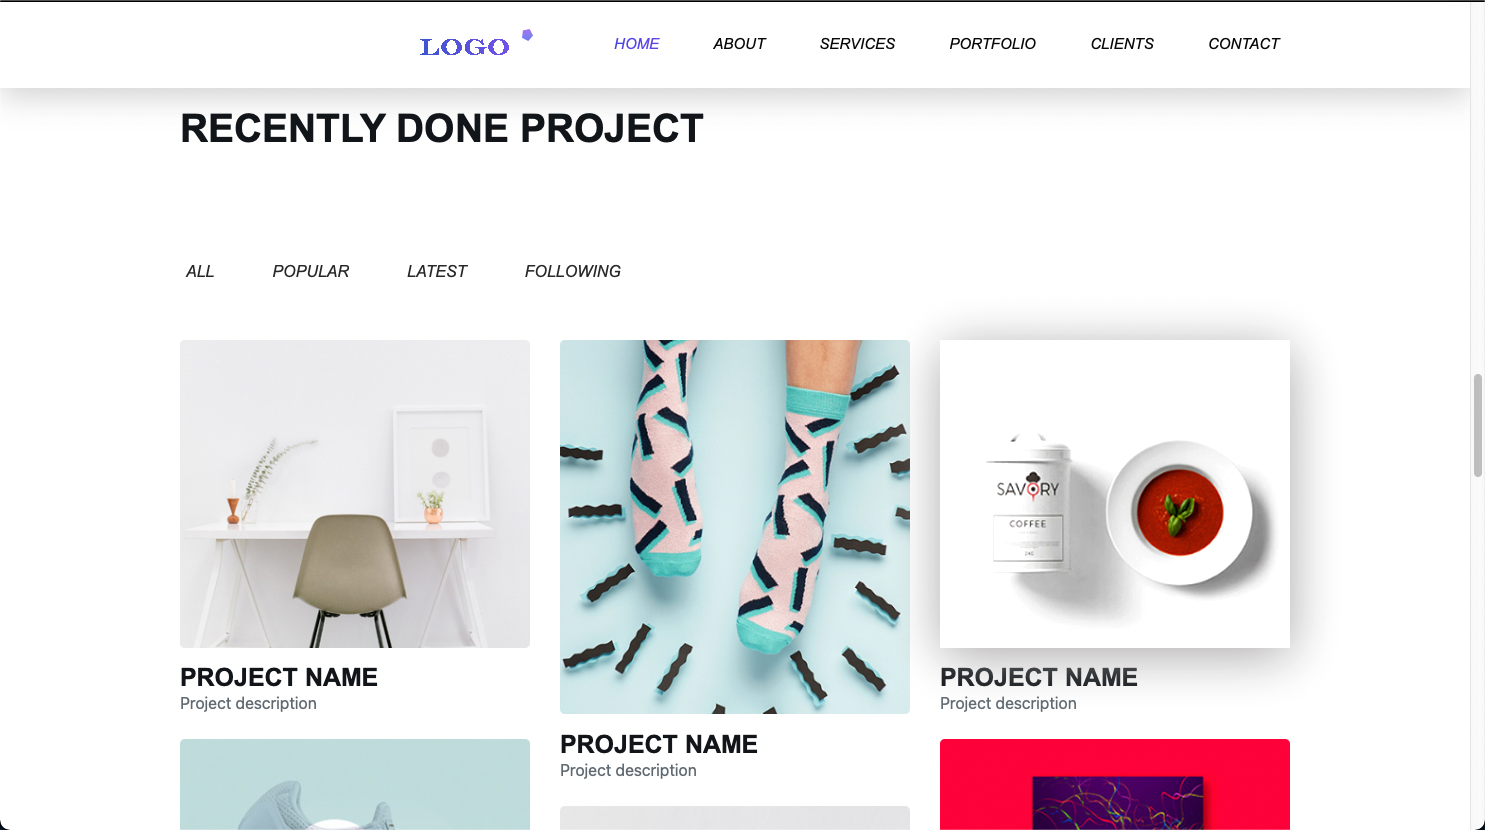 LOGO HOME ABOUT SERVICES PORTFOLIO CLIENTS CONTACT
RECENTLY DONE PROJECT
ALL POPULAR LATEST FOLLOWING
SAVORY
COFFEE
PROJECT NAME
Project description
PROJECT NAME
Project description
PROJECT NAME
Project description